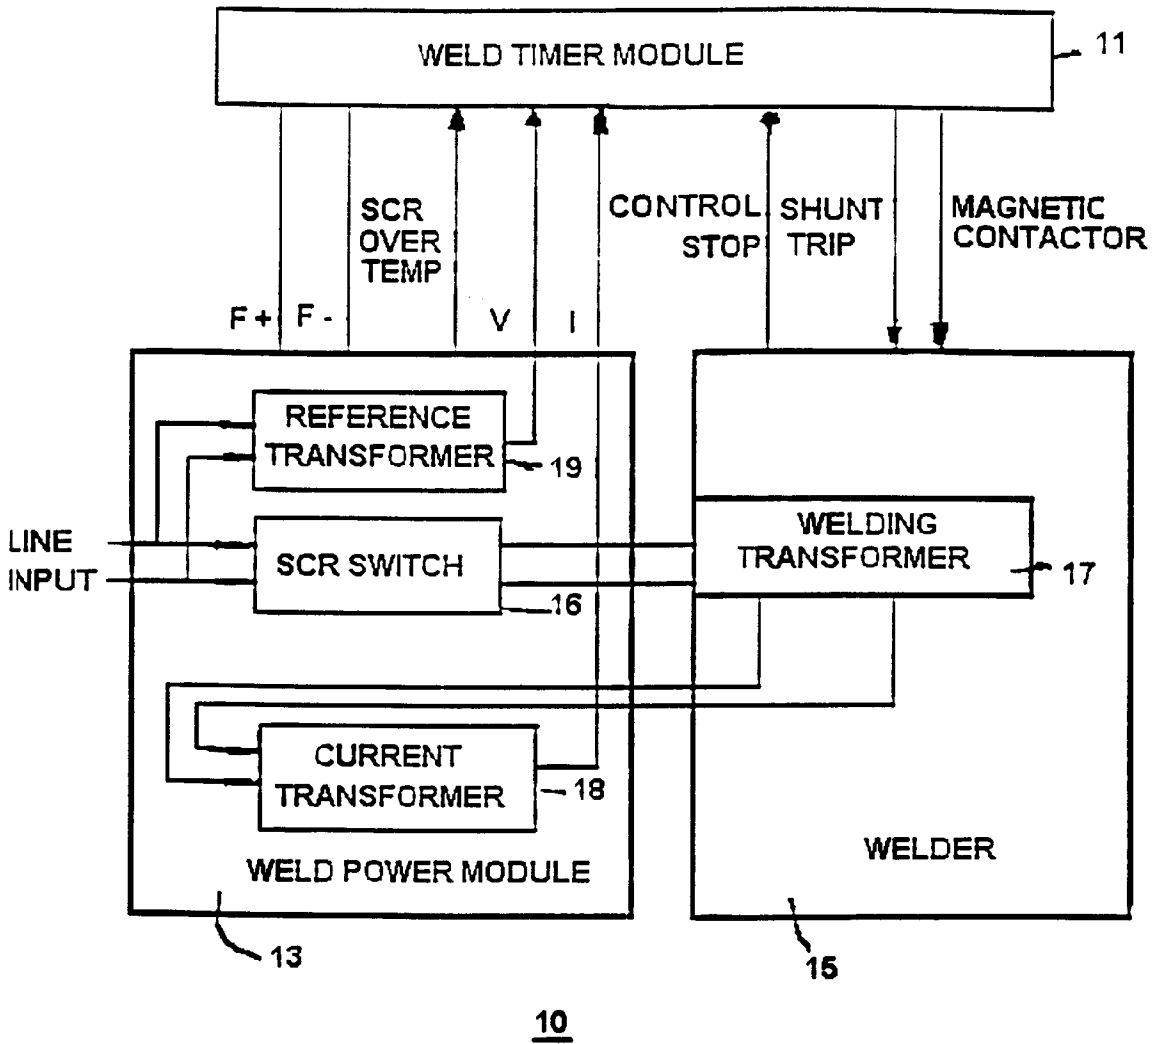 WELD TIMER MODULE
11
SCR
OVER
TEMP
CONTROL
STOP
SHUNT
TRIP
MAGNETIC
CONTACTOR
F+
F-
V
I
REFERENCE
TRANSFORMER
19
LINE
INPUT
SCR SWITCH
16
WELDING
TRANSFORMER
17
CURRENT
TRANSFORMER
18
WELD POWER MODULE
WELDER
13
15
10